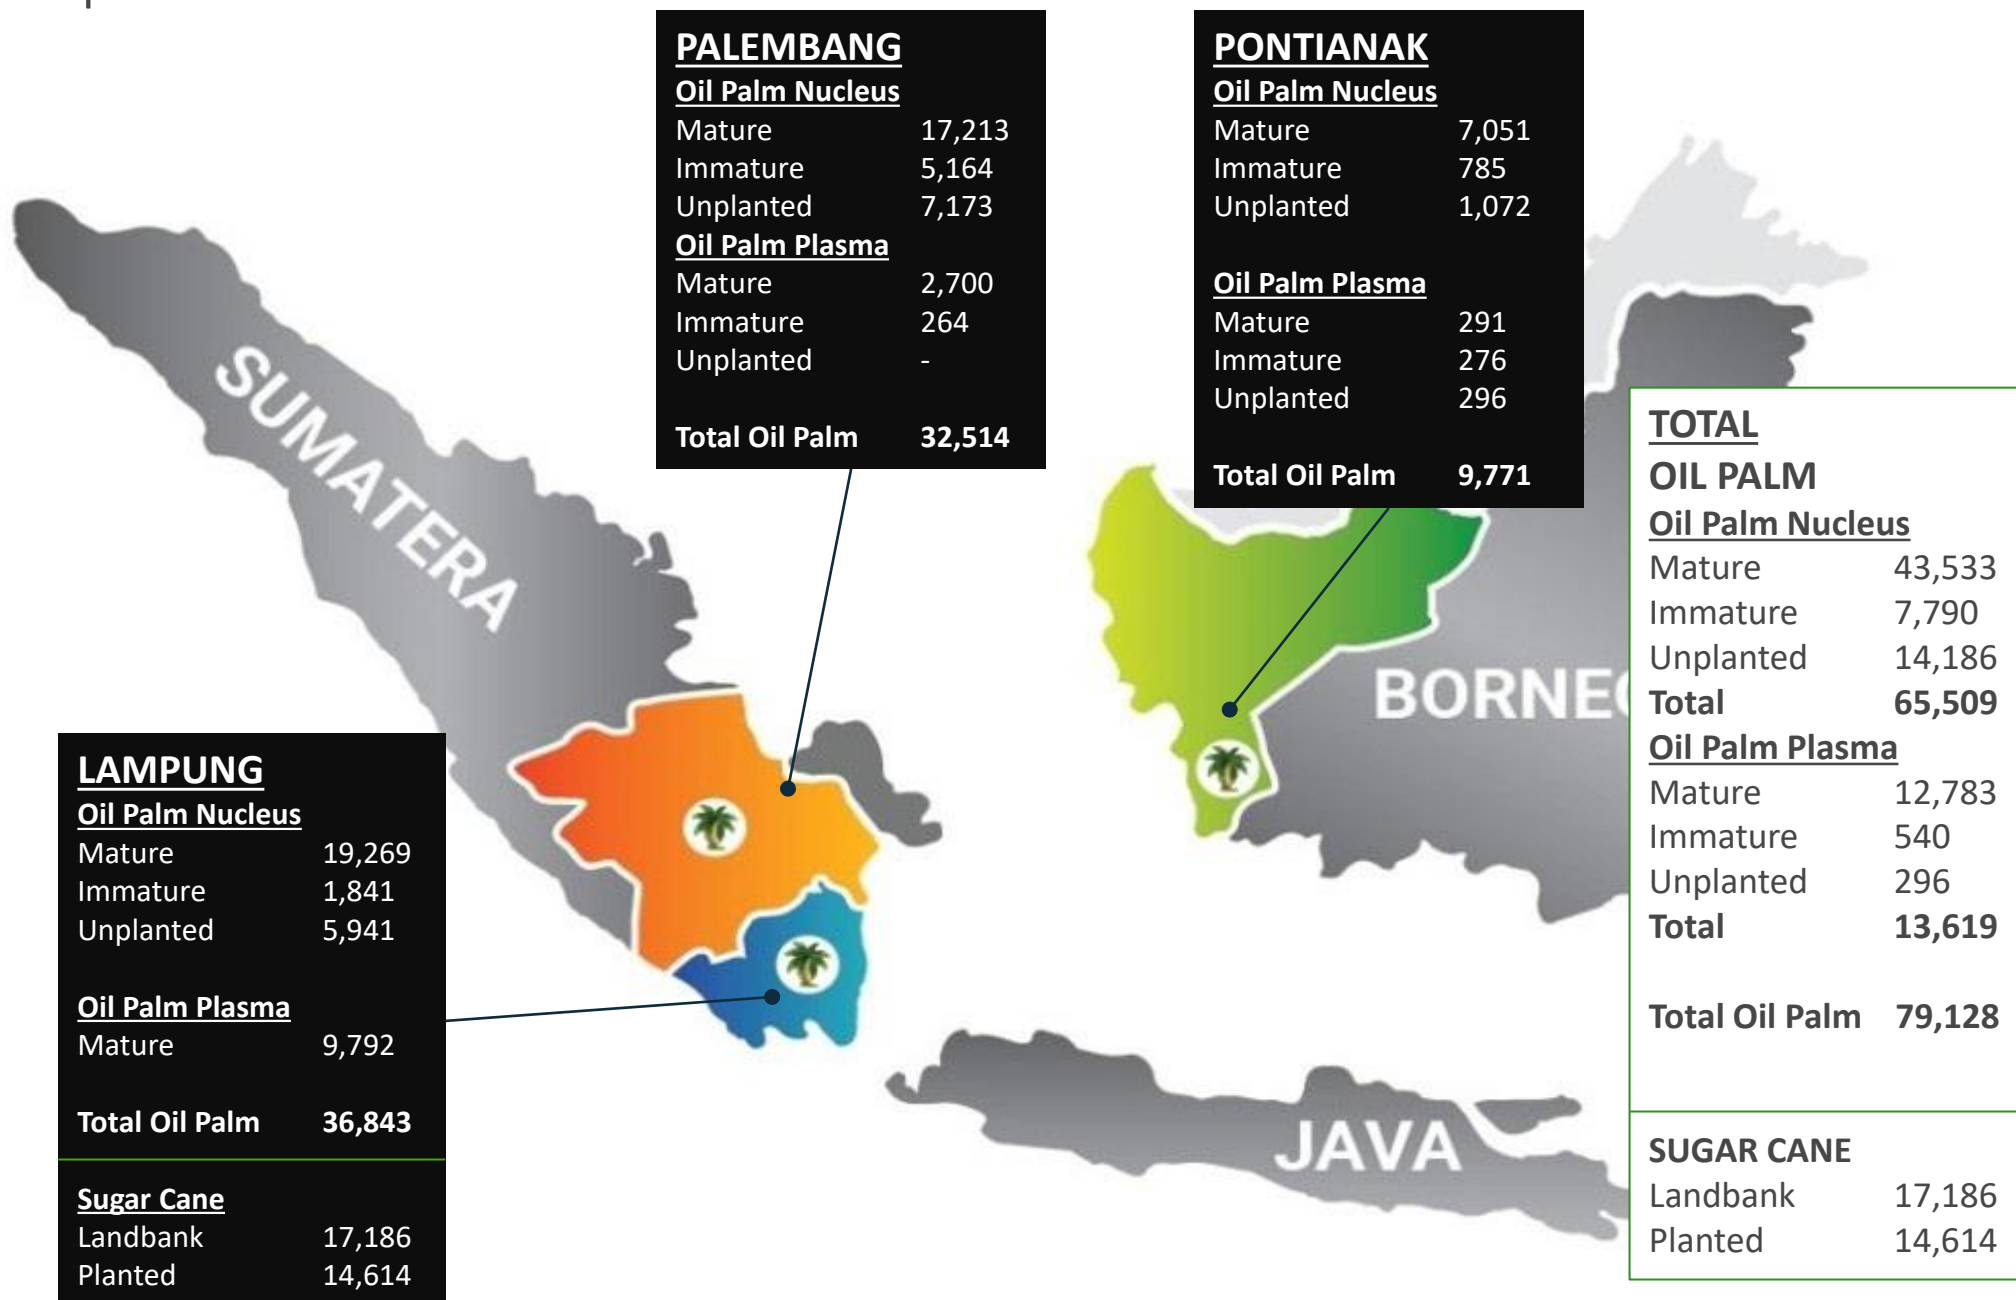 PALEMBANG
Oil Palm Nucleus
Mature 17,213
Immature 5,164
Unplanted 7,173
Oil Palm Plasma
Mature 2,700
Immature 264
Unplanted -
Total Oil Palm 32,514
PONTIANAK
Oil Palm Nucleus
Mature 7,051
Immature 785
Unplanted 1,072
Oil Palm Plasma
Mature 291
Immature 276
Unplanted 296
Total Oil Palm 9,771
SUMATERA
BORNEO
JAVA
LAMPUNG
Oil Palm Nucleus
Mature 19,269
Immature 1,841
Unplanted 5,941
Oil Palm Plasma
Mature 9,792
Total Oil Palm 36,843
Sugar Cane
Landbank 17,186
Planted 14,614
TOTAL
OIL PALM
Oil Palm Nucleus
Mature 43,533
Immature 7,790
Unplanted 14,186
Total 65,509
Oil Palm Plasma
Mature 12,783
Immature 540
Unplanted 296
Total 13,619
Total Oil Palm 79,128
SUGAR CANE
Landbank 17,186
Planted 14,614